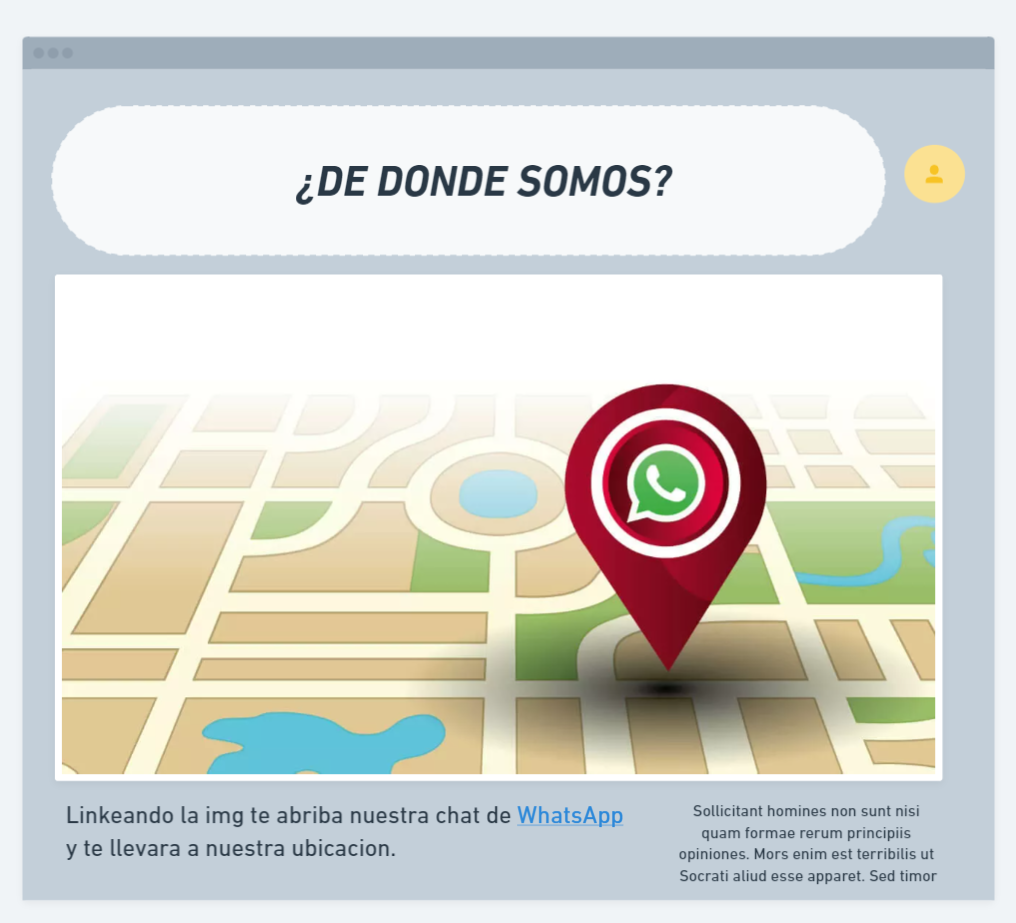 ¿DE DONDE SOMOS?
Linkeando la img te abriba nuestra chat de WhatsApp
y te llevara a nuestra ubicacion.
Sollicitant homines non sunt nisi
quam formae rerum principiis
opiniones. Mors enim est terribilis ut
Socrati aliud esse apparet. Sed timor